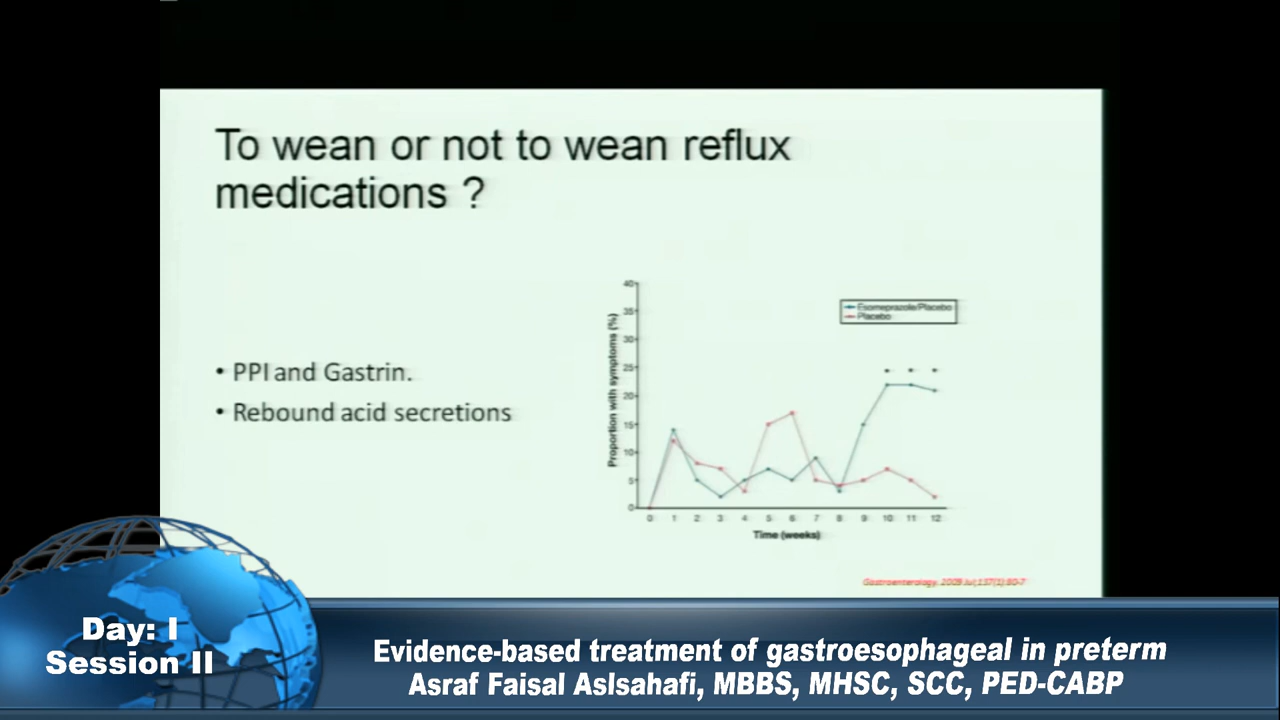 To wean or not to wean reflux
medications ?
• PPI and Gastrin.
• Rebound acid secretions
Proportion with symptoms (%)
40
35
30
25
20
15
10
5
0
Esomeprazole/Placebo
Placebo
* * *
0 1 2 3 4 5 6 7 8 9 10 11 12
Time (weeks)
Gastroenterology. 2009 Jul;137(1):80-7
Day: I
Session II
Evidence-based treatment of gastroesophageal in preterm
Asraf Faisal Aslsahafi, MBBS, MHSC, SCC, PED-CABP